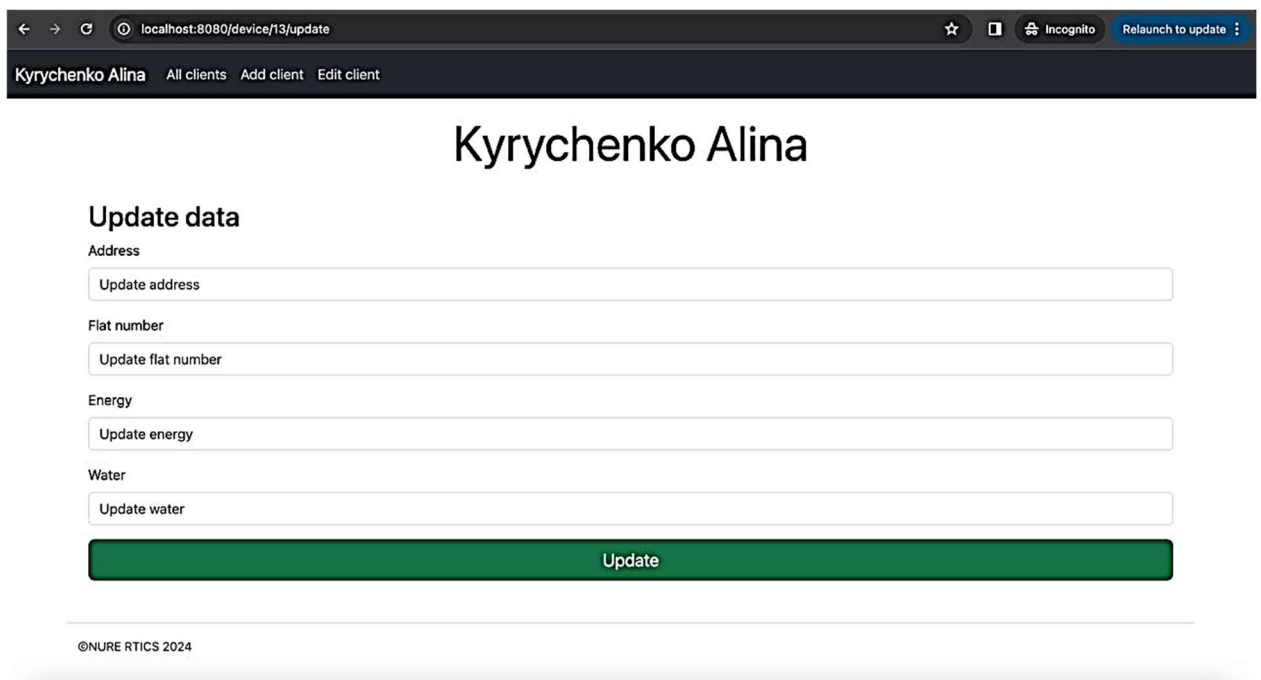 localhost:8080/device/13/update Incognito Relaunch to update
Kyrychenko Alina All clients Add client Edit client
Kyrychenko Alina
Update data
Address
Update address
Flat number
Update flat number
Energy
Update energy
Water
Update water
Update
©NURE RTICS 2024